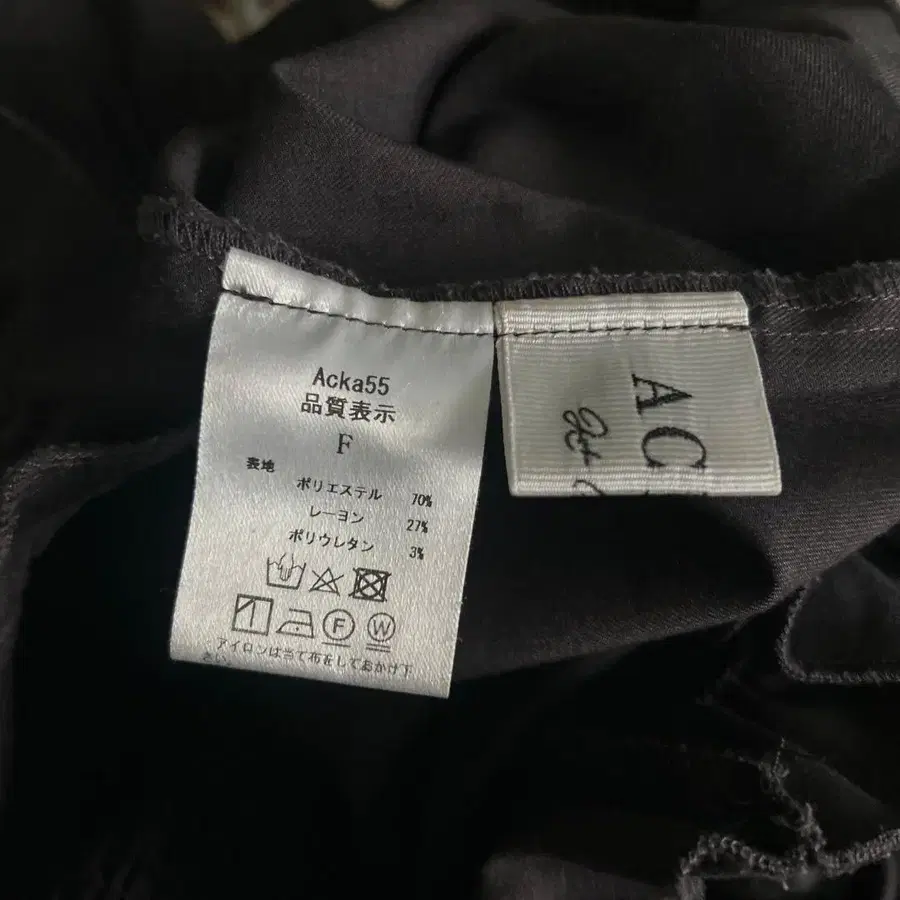 Acka55
品質表示
F
表地
ポリエステル 70%
レーヨン 27%
ポリウレタン 3%
F W
アイロンは当て布をしておかけ下
さい
AC